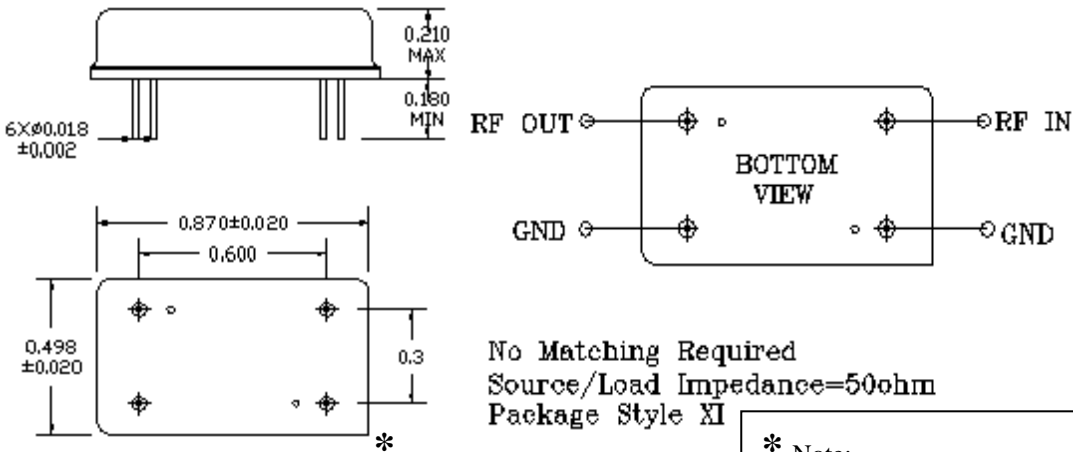 0.210
MAX
0.180
MIN
6XØ0.018
±0.002
RF OUT
RF IN
BOTTOM
VIEW
GND
GND
0.870±0.020
0.600
0.498
±0.020
0.3
*
No Matching Required
Source/Load Impedance=50ohm
Package Style XI
* Note: